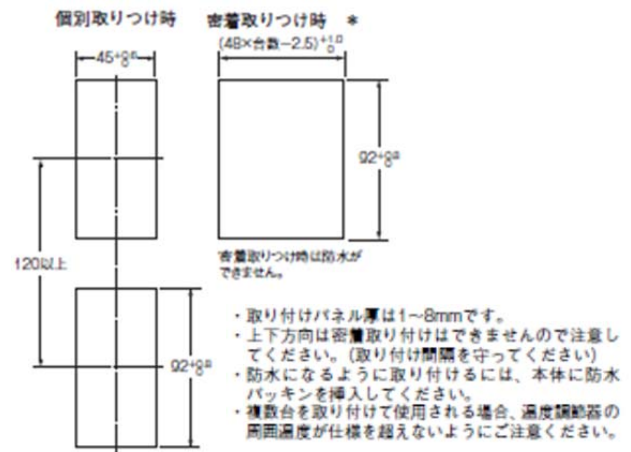 個別取りつけ時
密着取りつけ時 *
45+0.6 0
(48×台数-2.5)+1.0 0
92+0.8 0
120以上
密着取りつけ時は防水が
できません。
92+0.8 0
・取り付けパネル厚は1~8mmです。
・上下方向は密着取り付けはできませんので注意し
てください。(取り付け間隔を守ってください)
・防水になるように取り付けるには、本体に防水
パッキンを挿入してください。
・複数台を取り付けて使用される場合、温度調節器の
周囲温度が仕様を超えないようにご注意ください。